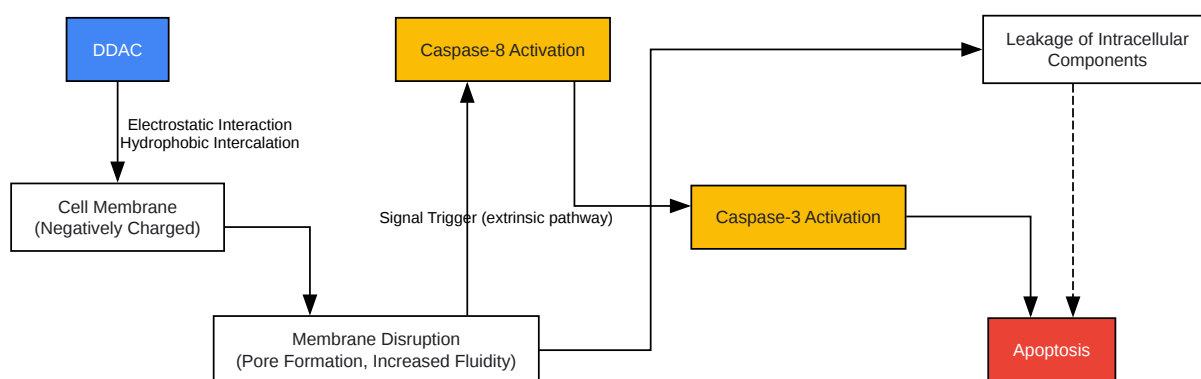 DDAC
Caspase-8 Activation
Leakage of Intracellular
Components
Electrostatic Interaction
Hydrophobic Intercalation
Cell Membrane
(Negatively Charged)
Signal Trigger (extrinsic pathway)
Caspase-3 Activation
Membrane Disruption
(Pore Formation, Increased Fluidity)
Apoptosis